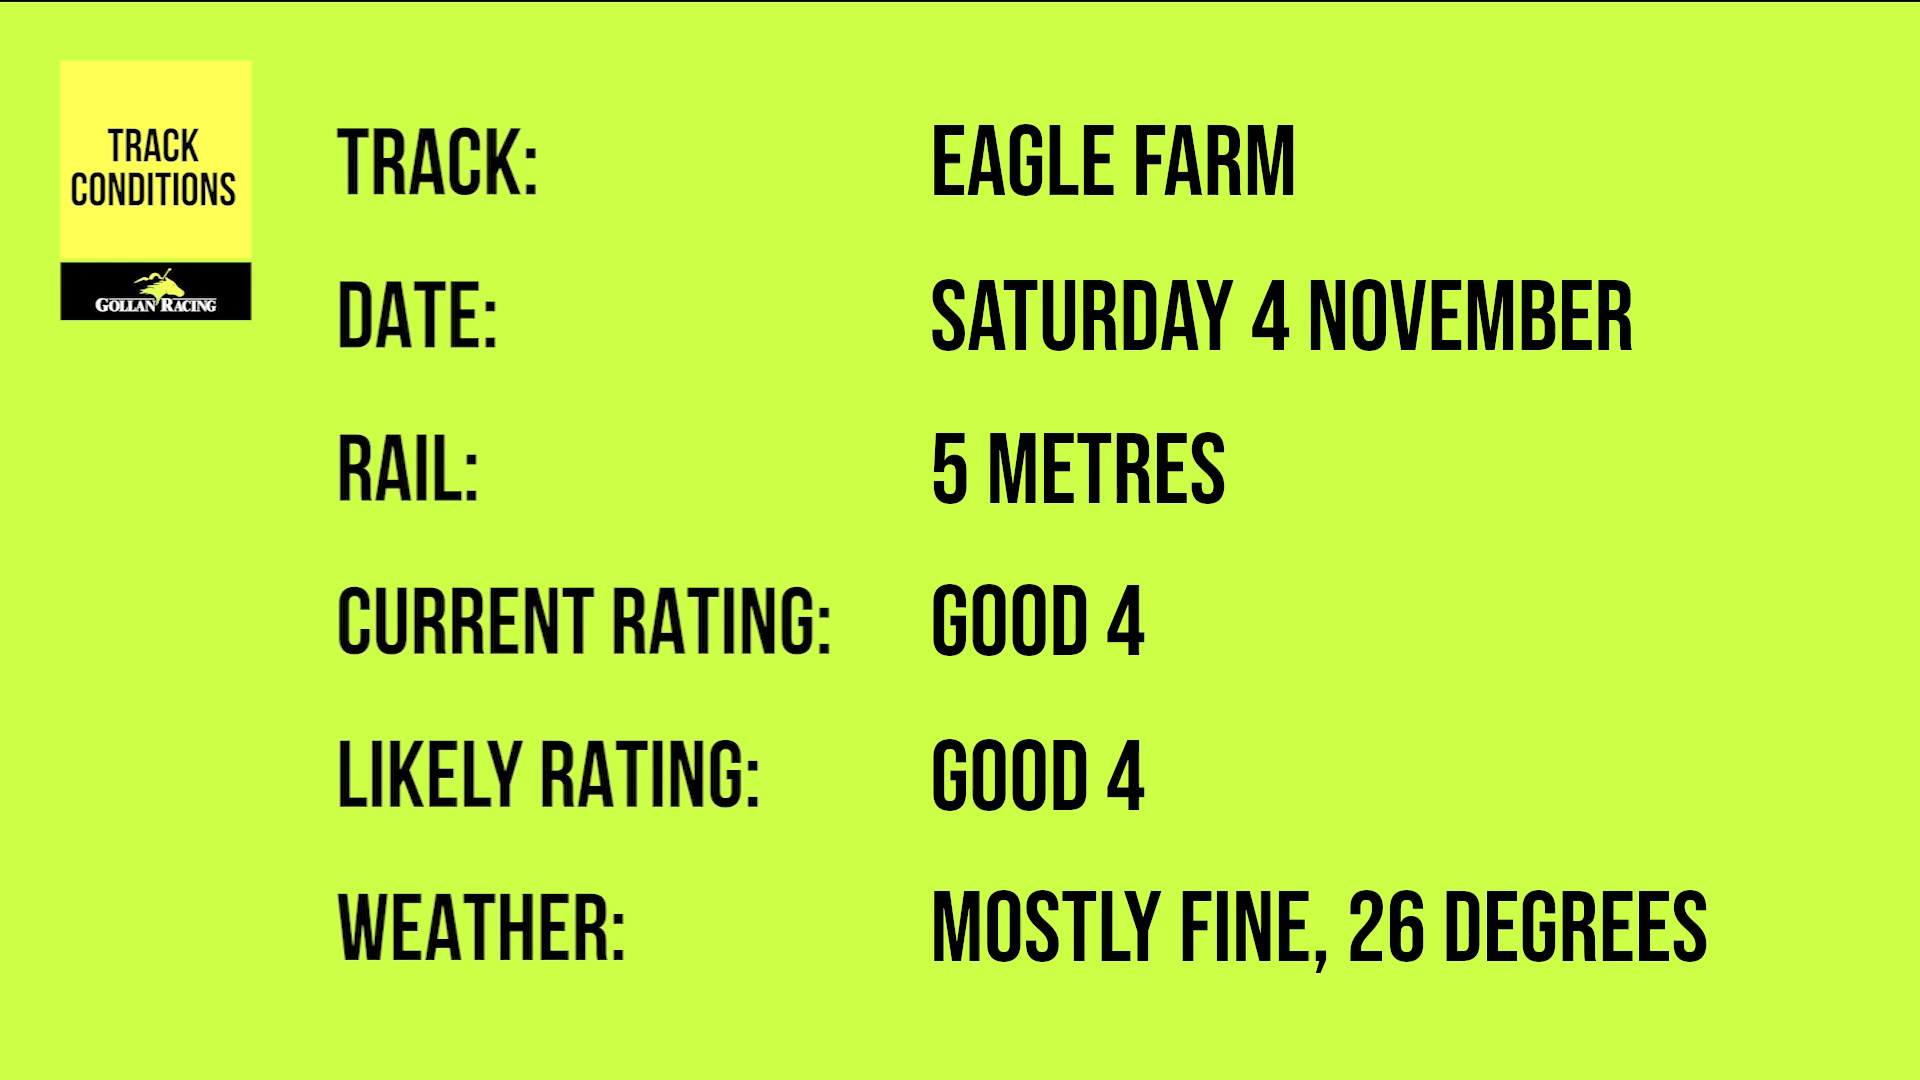 TRACK
CONDITIONS
GOLLAN RACING
TRACK: EAGLE FARM
DATE: SATURDAY 4 NOVEMBER
RAIL: 5 METRES
CURRENT RATING: GOOD 4
LIKELY RATING: GOOD 4
WEATHER: MOSTLY FINE, 26 DEGREES